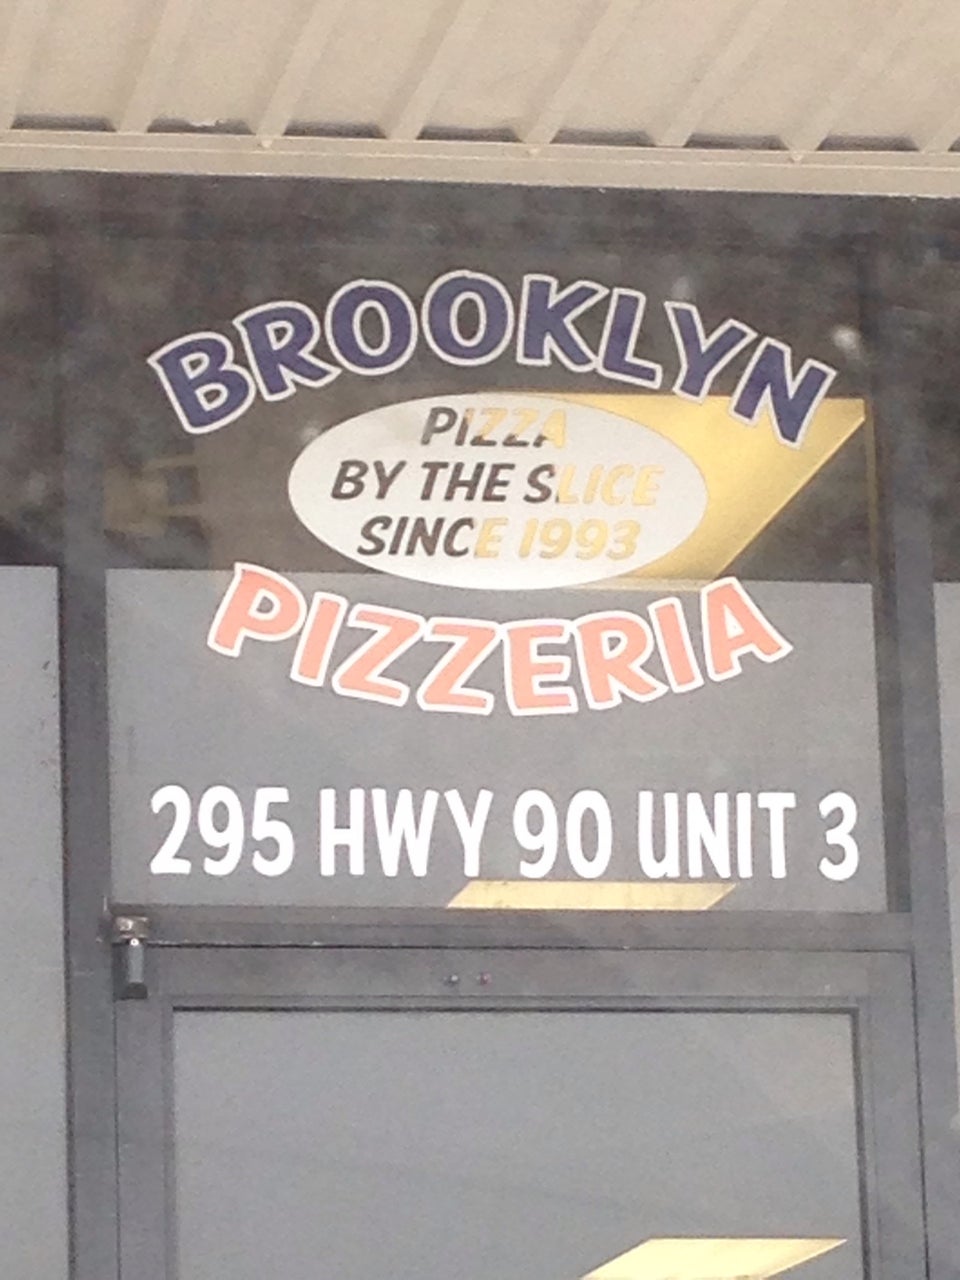 BROOKLYN
PIZZA
BY THE SLICE
SINCE 1993
PIZZERIA
295 HWY 90 UNIT 3